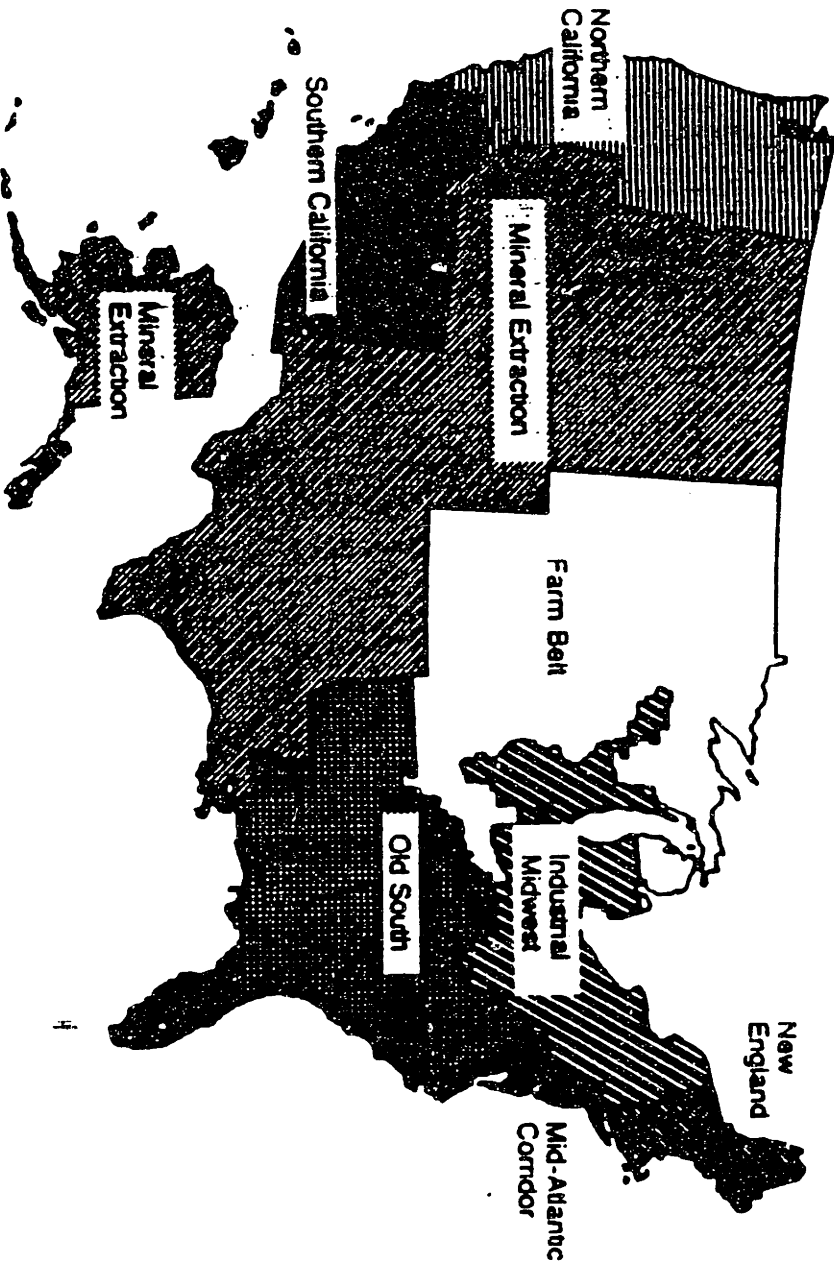 New
England
Northern
California
Mineral Extraction
Farm Belt
Industrial
Midwest
Mid-Atlantic
Corridor
Old South
Southern California
Mineral
Extraction